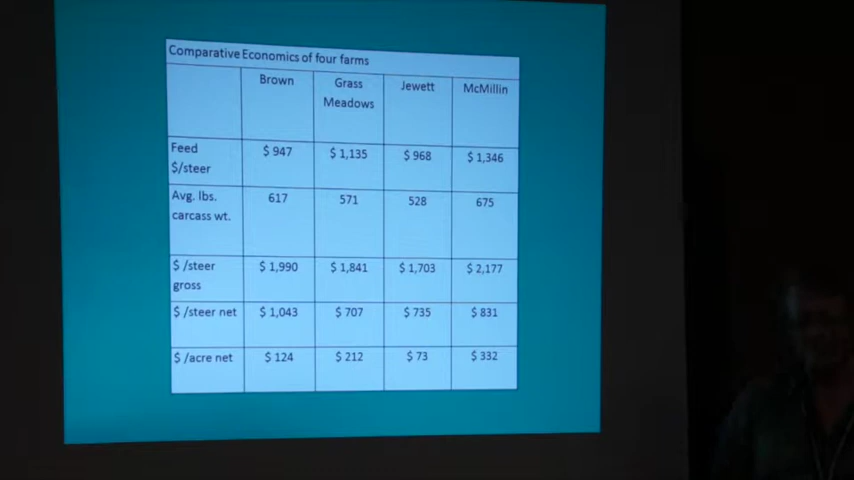 Comparative Economics of four farms
Brown
Grass
Meadows
Jewett
McMillin
Feed
$/steer
$ 947
$ 1,135
$ 968
$ 1,346
Avg. lbs.
carcass wt.
617
571
528
675
$ /steer
gross
$ 1,990
$ 1,841
$ 1,703
$ 2,177
$ /steer net
$ 1,043
$ 707
$ 735
$ 831
$ /acre net
$ 124
$ 212
$ 73
$ 332